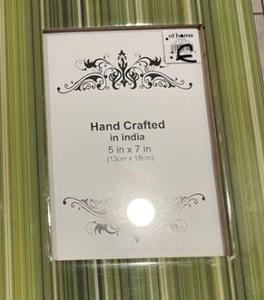 at home
Hand Crafted
in india
5 in x 7 in
(13cm x 18cm)